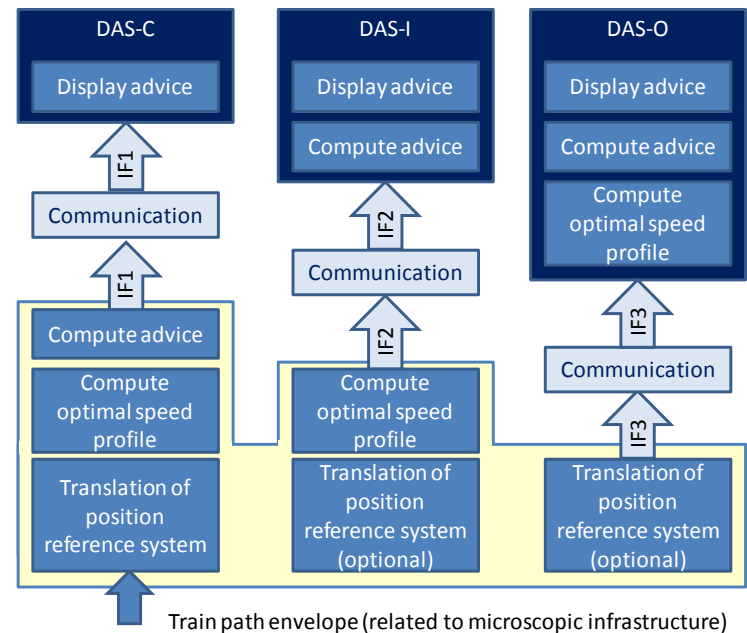 DAS-C
Display advice
IF1
Communication
IF1
Compute advice
Compute
optimal speed
profile
Translation of
position
reference system
DAS-I
Display advice
Compute advice
IF2
Communication
IF2
Compute
optimal speed
profile
Translation of
position
reference system
(optional)
DAS-O
Display advice
Compute advice
Compute
optimal speed
profile
IF3
Communication
IF3
Translation of
position
reference system
(optional)
Train path envelope (related to microscopic infrastructure)